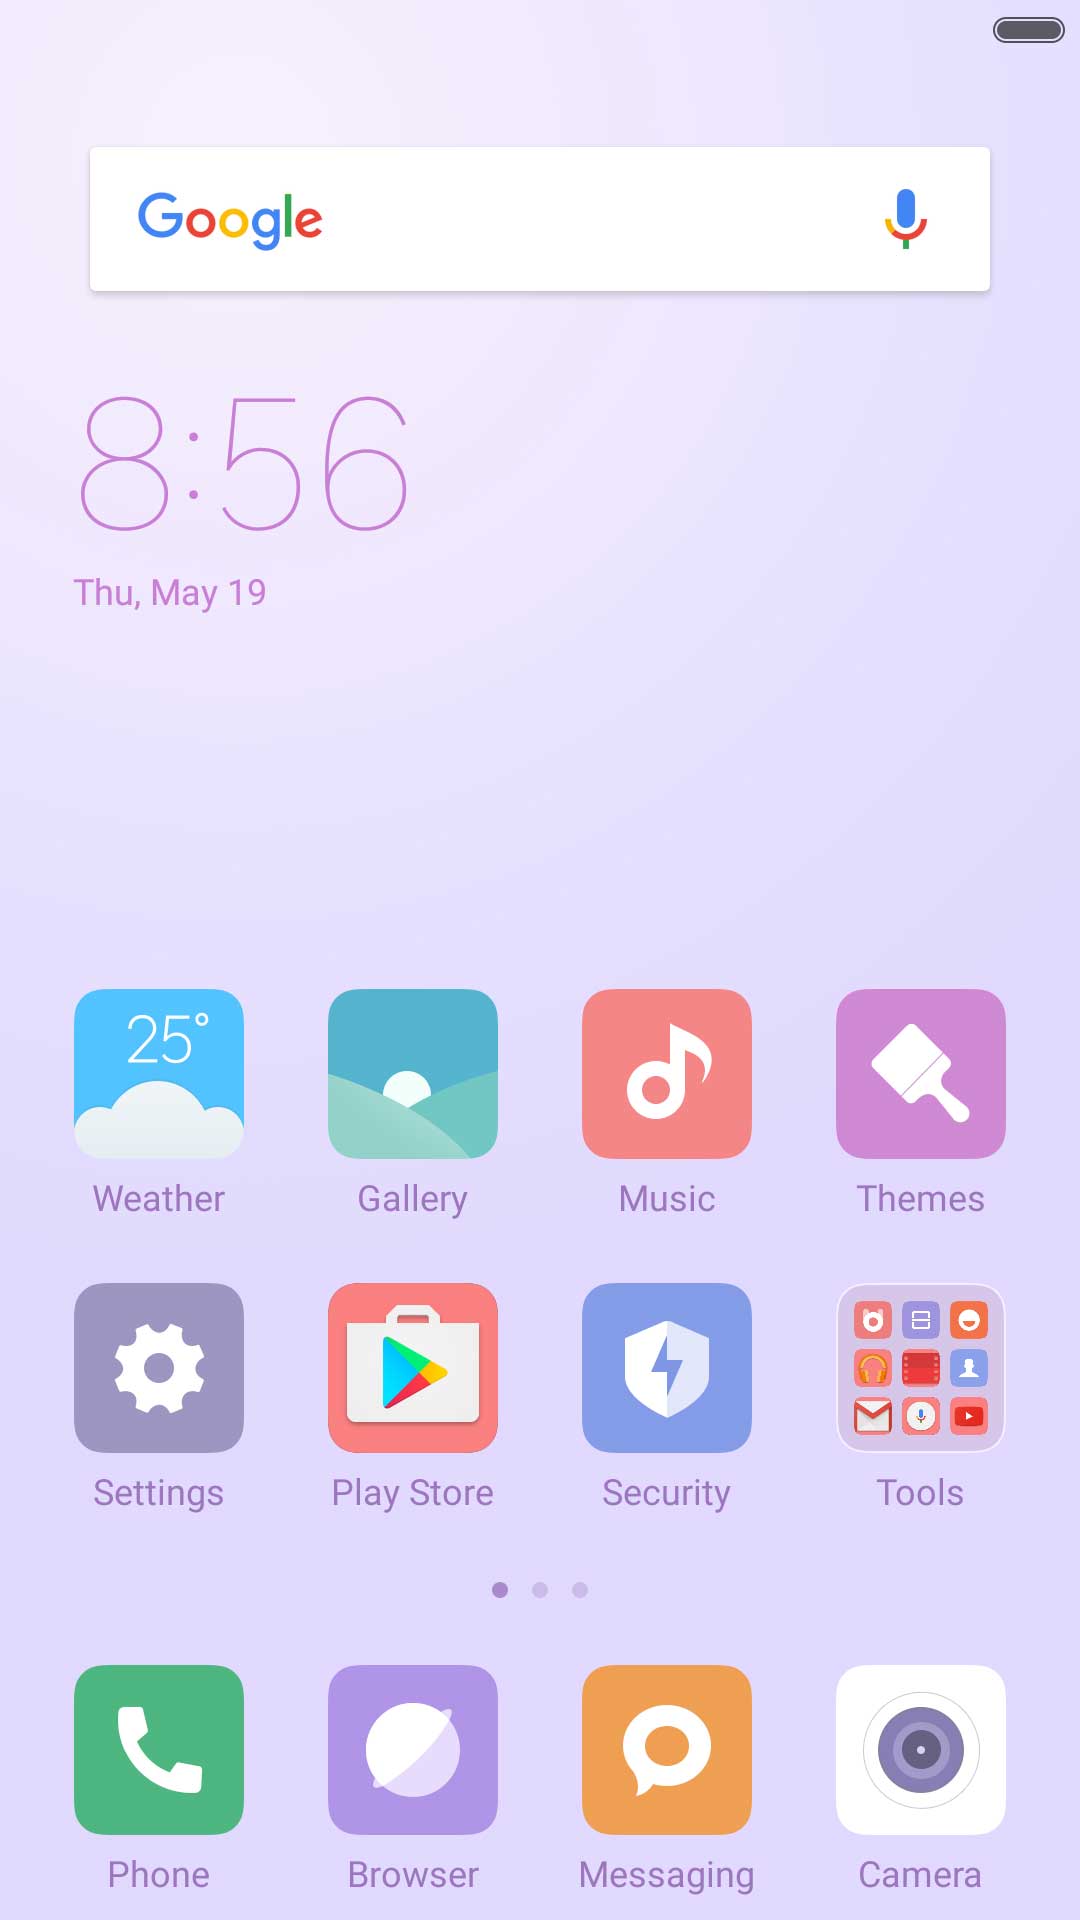 Google
8:56
Thu, May 19
25°
Weather
Gallery
Music
Themes
Settings
Play Store
Security
Tools
Phone
Browser
Messaging
Camera